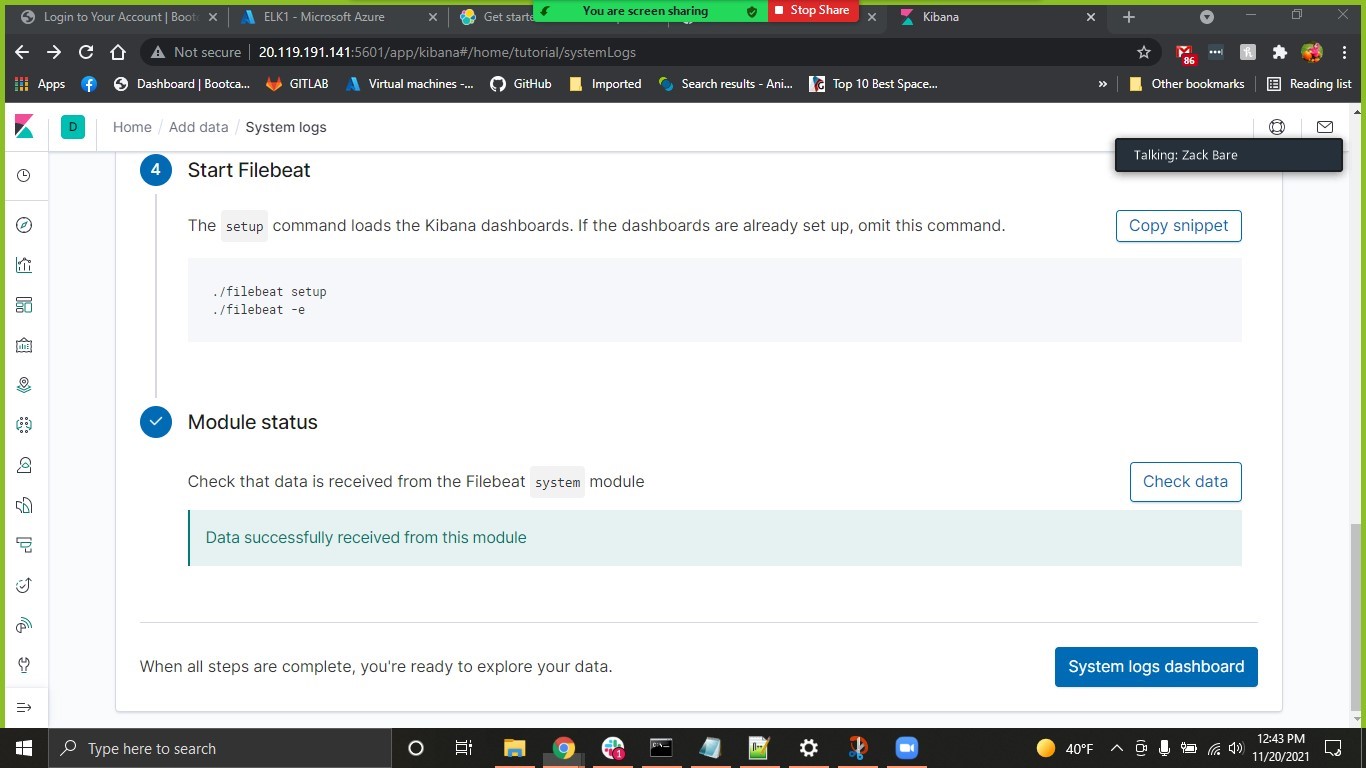 Login to Your Account | Boot
ELK1 - Microsoft Azure
Get starte
You are screen sharing
Stop Share
Kibana
Not secure
20.119.191.141:5601/app/kibana#/home/tutorial/systemLogs
86
Apps
Dashboard | Bootca...
GITLAB
Virtual machines -...
GitHub
Imported
Search results - Ani...
Top 10 Best Space...
»
Other bookmarks
Reading list
D
Home / Add data / System logs
Talking: Zack Bare
4
Start Filebeat
The setup command loads the Kibana dashboards. If the dashboards are already set up, omit this command.
Copy snippet
./filebeat setup
./filebeat -e
Module status
Check that data is received from the Filebeat system module
Check data
Data successfully received from this module
When all steps are complete, you're ready to explore your data.
System logs dashboard
Type here to search
1
40°F
12:43 PM
11/20/2021